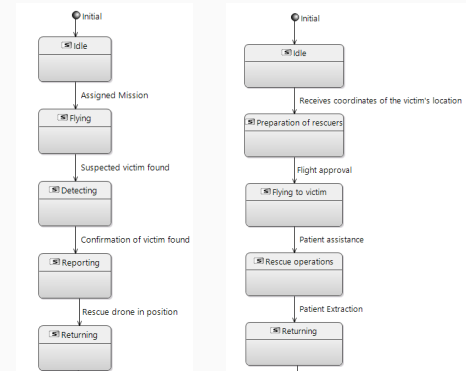 Initial
Idle
Assigned Mission
Flying
Suspected victim found
Detecting
Confirmation of victim found
Reporting
Rescue drone in position
Returning
Initial
Idle
Receives coordinates of the victim's location
Preparation of rescuers
Flight approval
Flying to victim
Patient assistance
Rescue operations
Patient Extraction
Returning